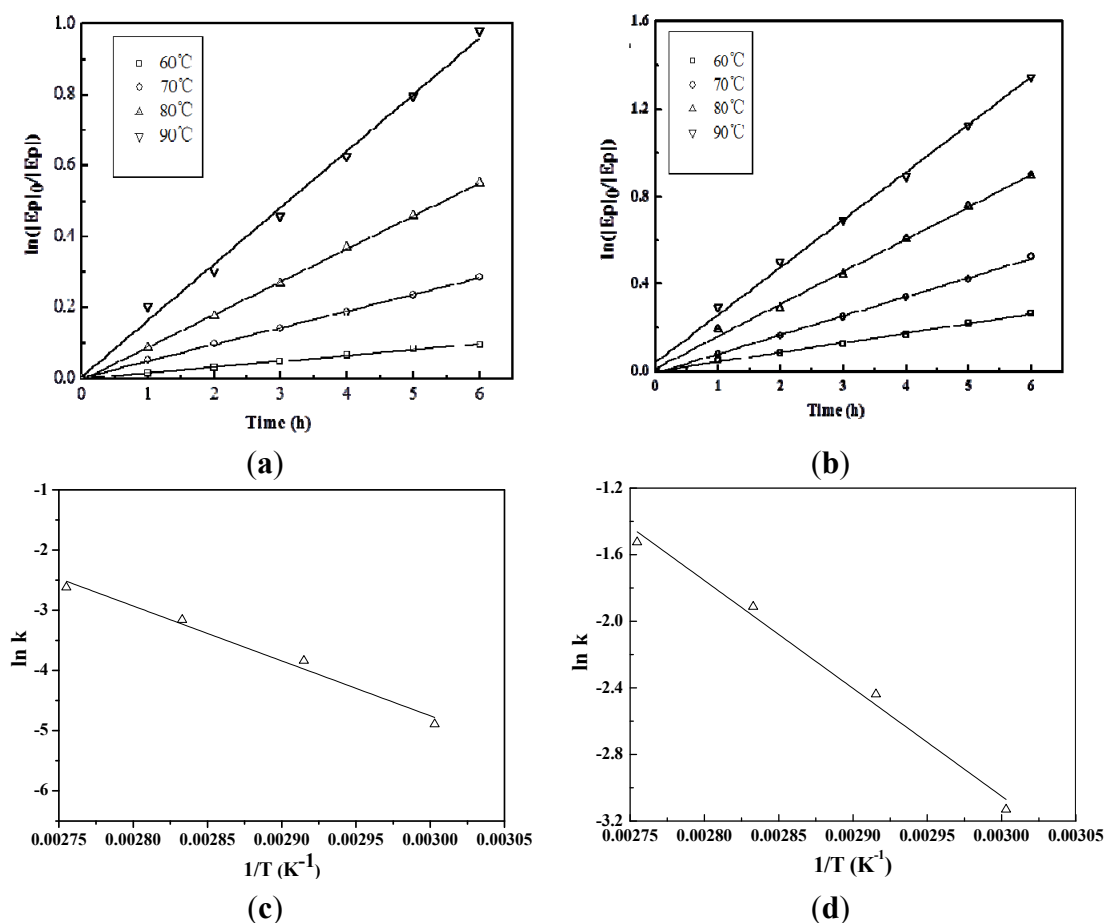 1.0
0.8
0.6
0.4
0.2
0.0
ln(|Ep|0/|Ep|)
60℃
70℃
80℃
90℃
0 1 2 3 4 5 6
Time (h)
(a)
1.6
1.2
0.8
0.4
0.0
ln(|Ep|0/|Ep|)
60℃
70℃
80℃
90℃
0 1 2 3 4 5 6
Time (h)
(b)
-1
-2
-3
-4
-5
-6
ln k
0.00275 0.00280 0.00285 0.00290 0.00295 0.00300 0.00305
1/T (K-1)
(c)
-1.2
-1.6
-2.0
-2.4
-2.8
-3.2
ln k
0.00275 0.00280 0.00285 0.00290 0.00295 0.00300 0.00305
1/T (K-1)
(d)